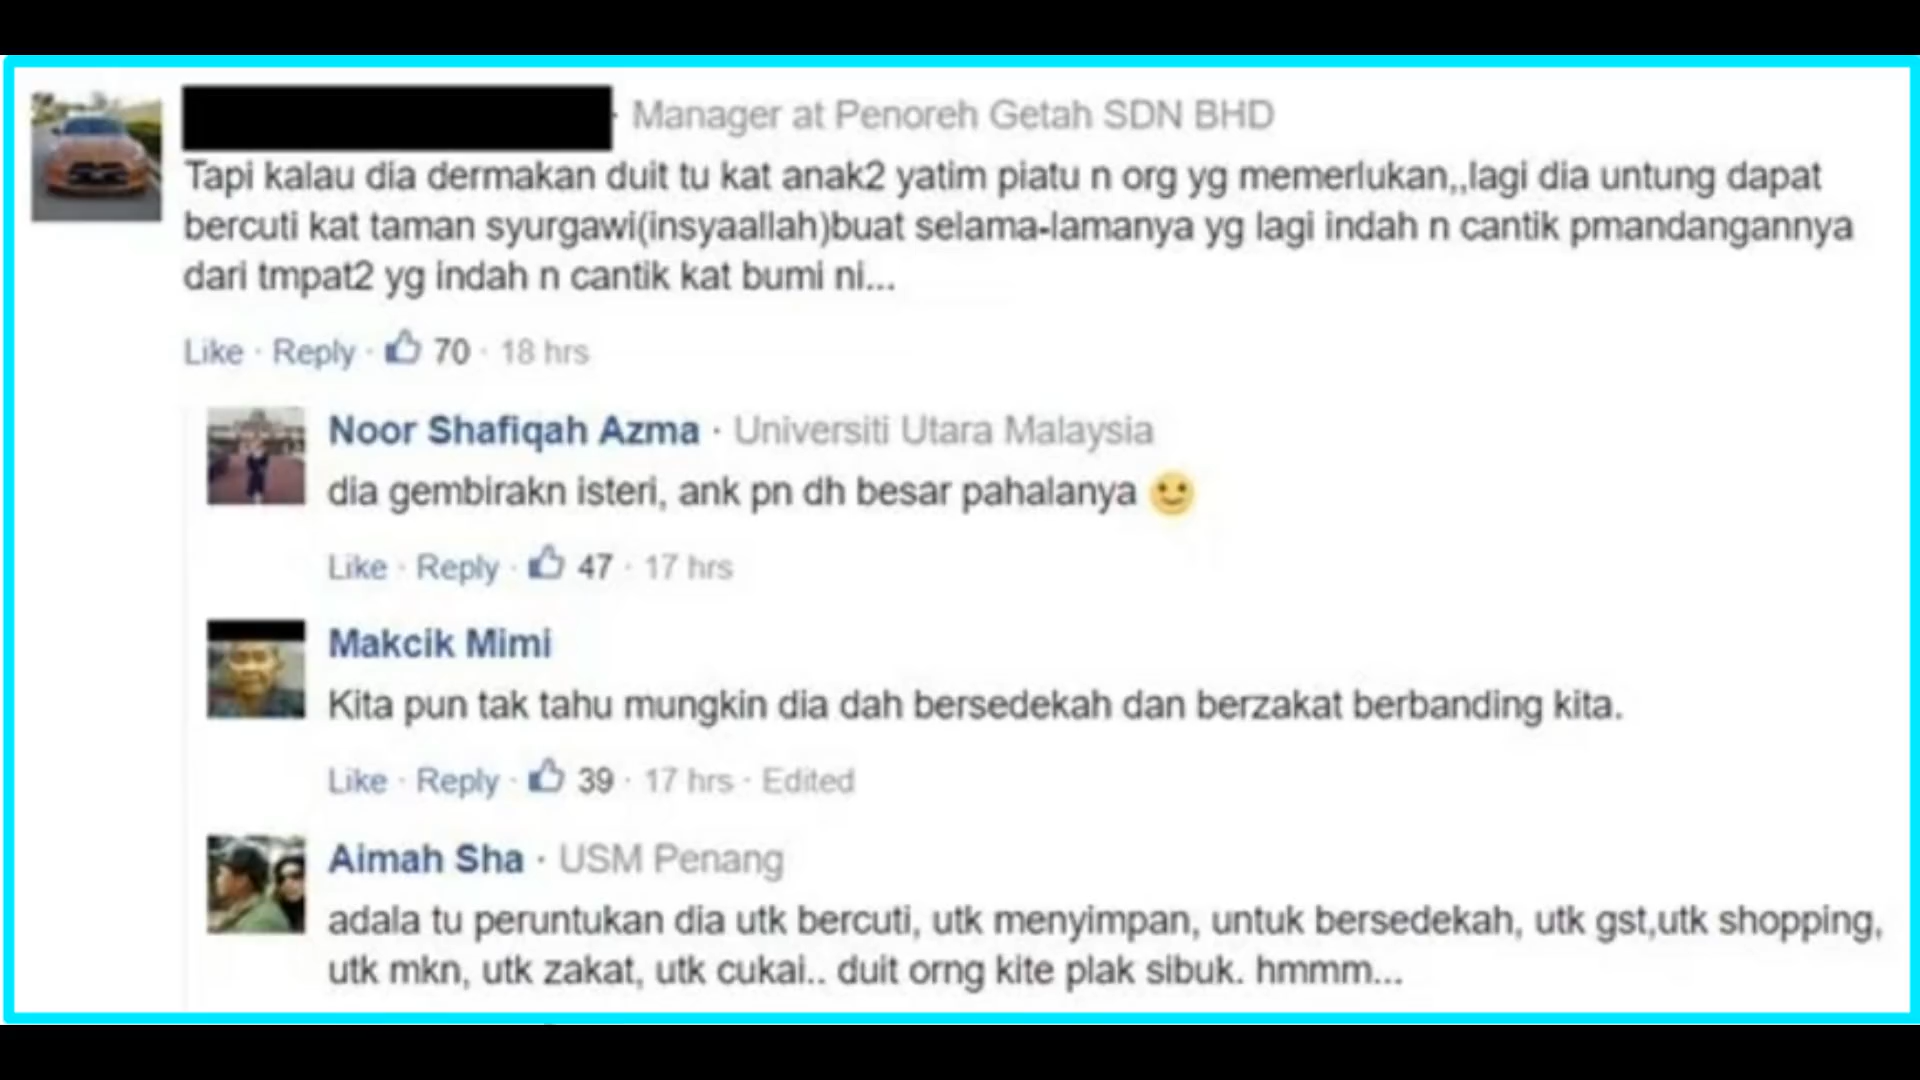 · Manager at Penoreh Getah SDN BHD
Tapi kalau dia dermakan duit tu kat anak2 yatim piatu n org yg memerlukan,,lagi dia untung dapat
bercuti kat taman syurgawi(insyaallah)buat selama-lamanya yg lagi indah n cantik pmandangannya
dari tmpat2 yg indah n cantik kat bumi ni...
Like · Reply · 70 · 18 hrs
Noor Shafiqah Azma · Universiti Utara Malaysia
dia gembirakn isteri, ank pn dh besar pahalanya
Like · Reply · 47 · 17 hrs
Makcik Mimi
Kita pun tak tahu mungkin dia dah bersedekah dan berzakat berbanding kita.
Like · Reply · 39 · 17 hrs · Edited
Aimah Sha · USM Penang
adala tu peruntukan dia utk bercuti, utk menyimpan, untuk bersedekah, utk gst,utk shopping,
utk mkn, utk zakat, utk cukai.. duit orng kite plak sibuk. hmmm...